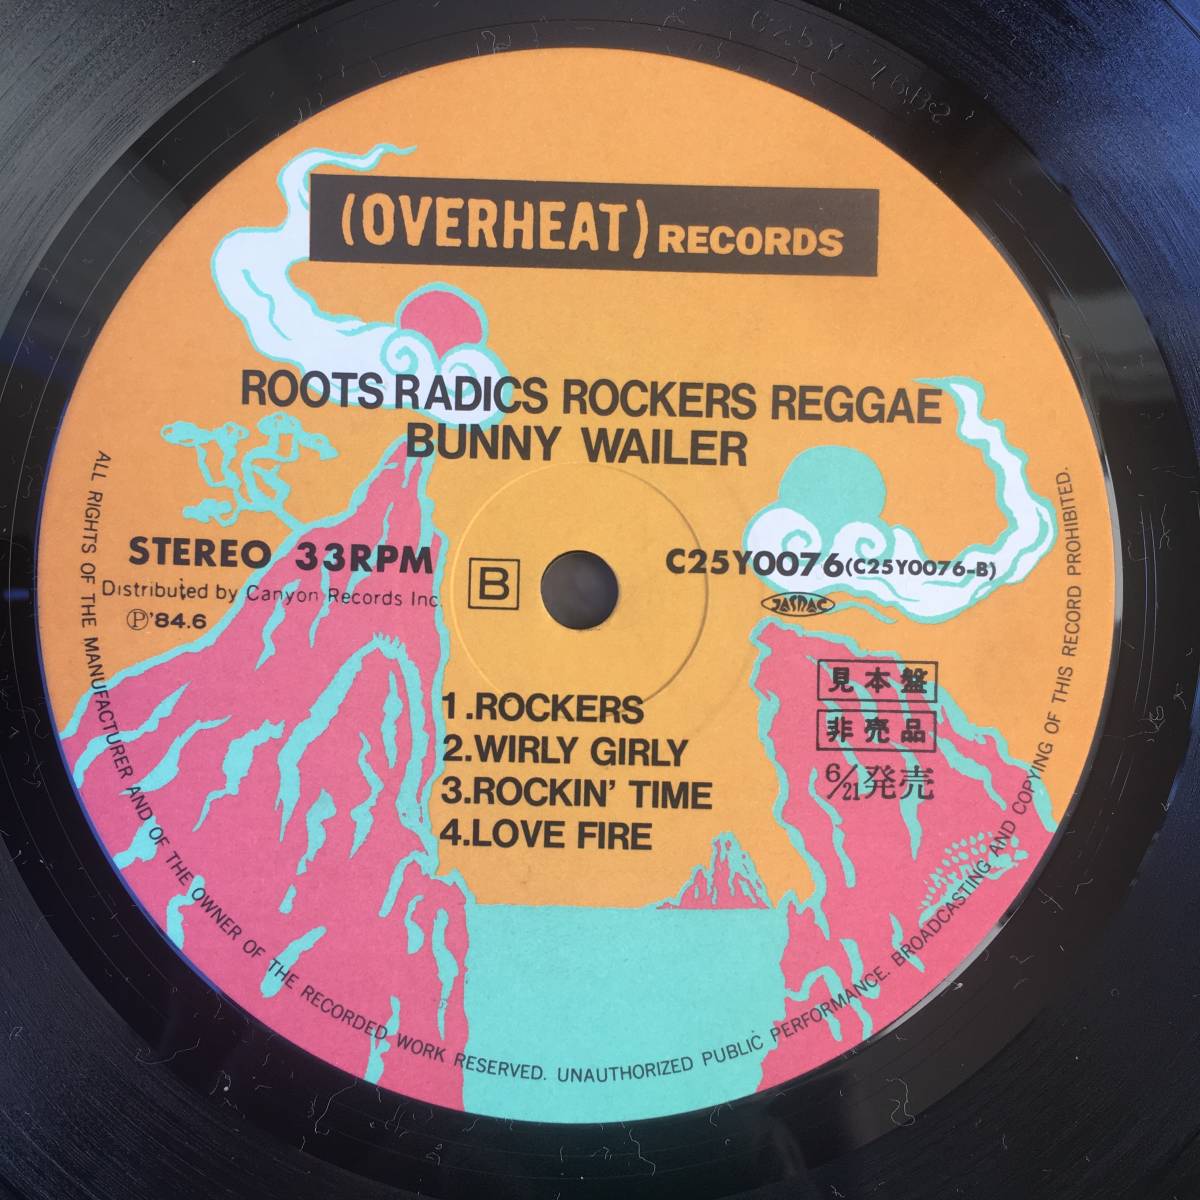 (OVERHEAT) RECORDS
ROOTS RADICS ROCKERS REGGAE
BUNNY WAILER
STEREO 33RPM
Distributed by Canyon Records Inc.
Ⓟ'84.6
B
C25Y0076(C25Y0076-B)
JASRAC
見本盤
非売品
6/21発売
1.ROCKERS
2.WIRLY GIRLY
3.ROCKIN' TIME
4.LOVE FIRE
ALL RIGHTS OF THE MANUFACTURER AND OF THE OWNER OF THE RECORDED WORK RESERVED. UNAUTHORIZED PUBLIC PERFORMANCE. BROADCASTING AND COPYING OF THIS RECORD PROHIBITED.